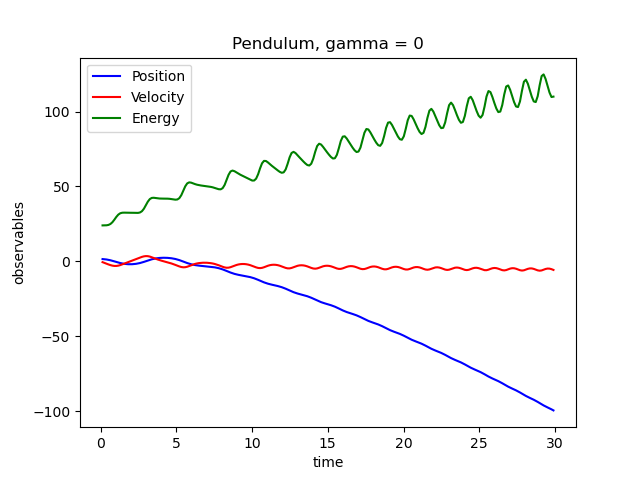 Pendulum, gamma = 0
Position
Velocity
Energy
observables
100
50
0
−50
−100
0 5 10 15 20 25 30
time